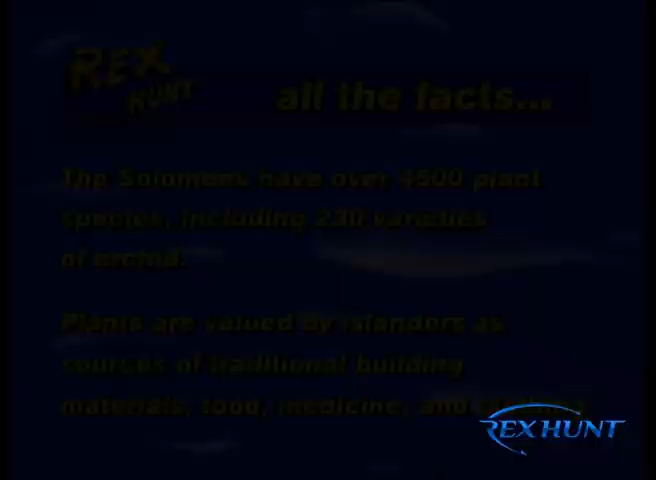 REX
HUNT
all the facts...
The Solomons have over 4500 plant
species, including 230 varieties
of orchid.
Plants are valued by islanders as
sources of traditional building
materials, food, medicine, and
REX HUNT